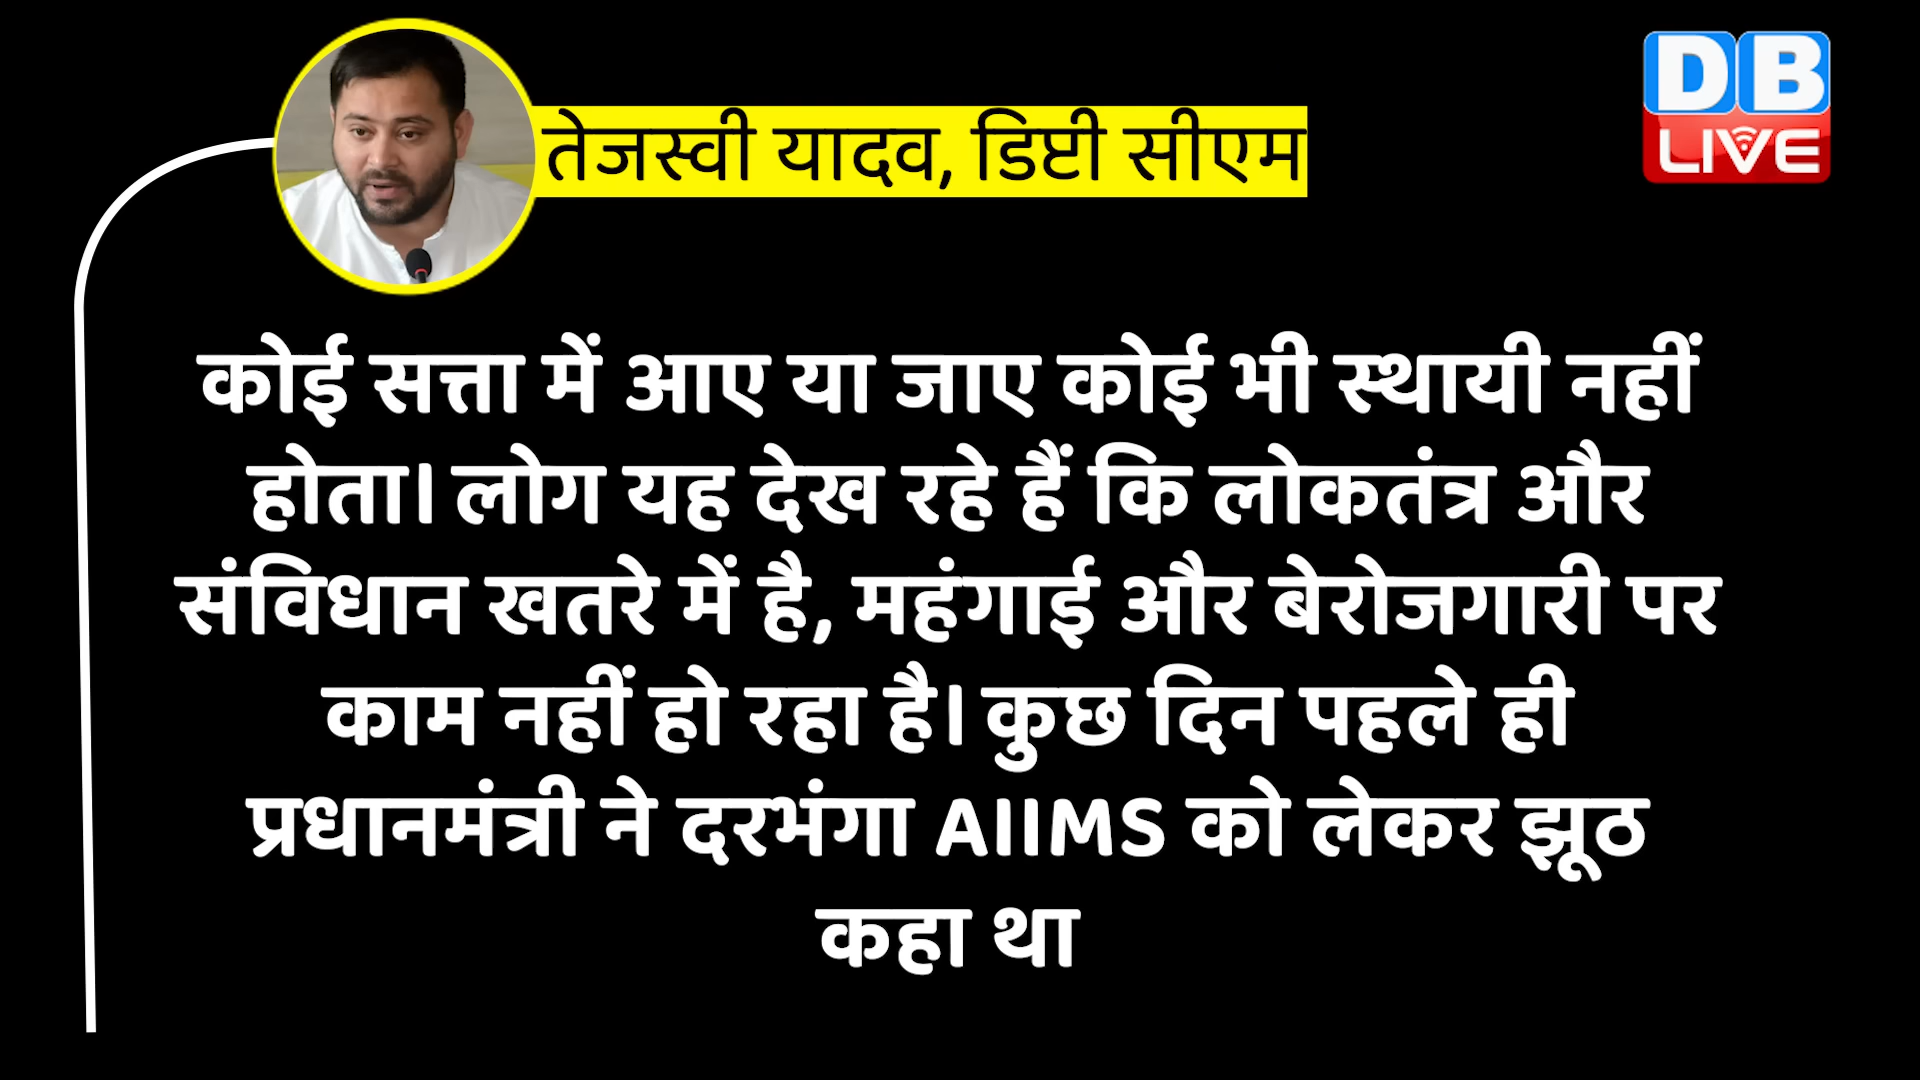 DB
LIVE
तेजस्वी यादव, डिप्टी सीएम
कोई सत्ता में आए या जाए कोई भी स्थायी नहीं
होता। लोग यह देख रहे हैं कि लोकतंत्र और
संविधान खतरे में है, महंगाई और बेरोजगारी पर
काम नहीं हो रहा है। कुछ दिन पहले ही
प्रधानमंत्री ने दरभंगा AIIMS को लेकर झूठ
कहा था